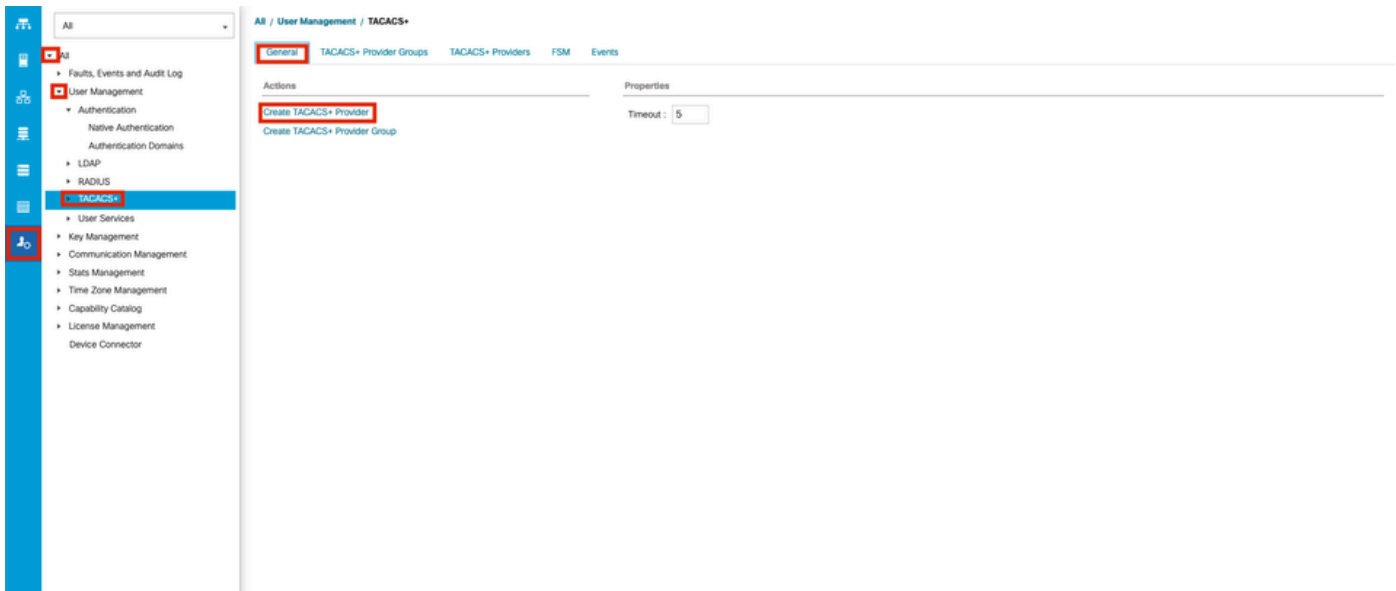 All
All
Faults, Events and Audit Log
User Management
Authentication
Native Authentication
Authentication Domains
LDAP
RADIUS
TACACS+
User Services
Key Management
Communication Management
Stats Management
Time Zone Management
Capability Catalog
License Management
Device Connector
All / User Management / TACACS+
General TACACS+ Provider Groups TACACS+ Providers FSM Events
Actions
Create TACACS+ Provider
Create TACACS+ Provider Group
Properties
Timeout : 5